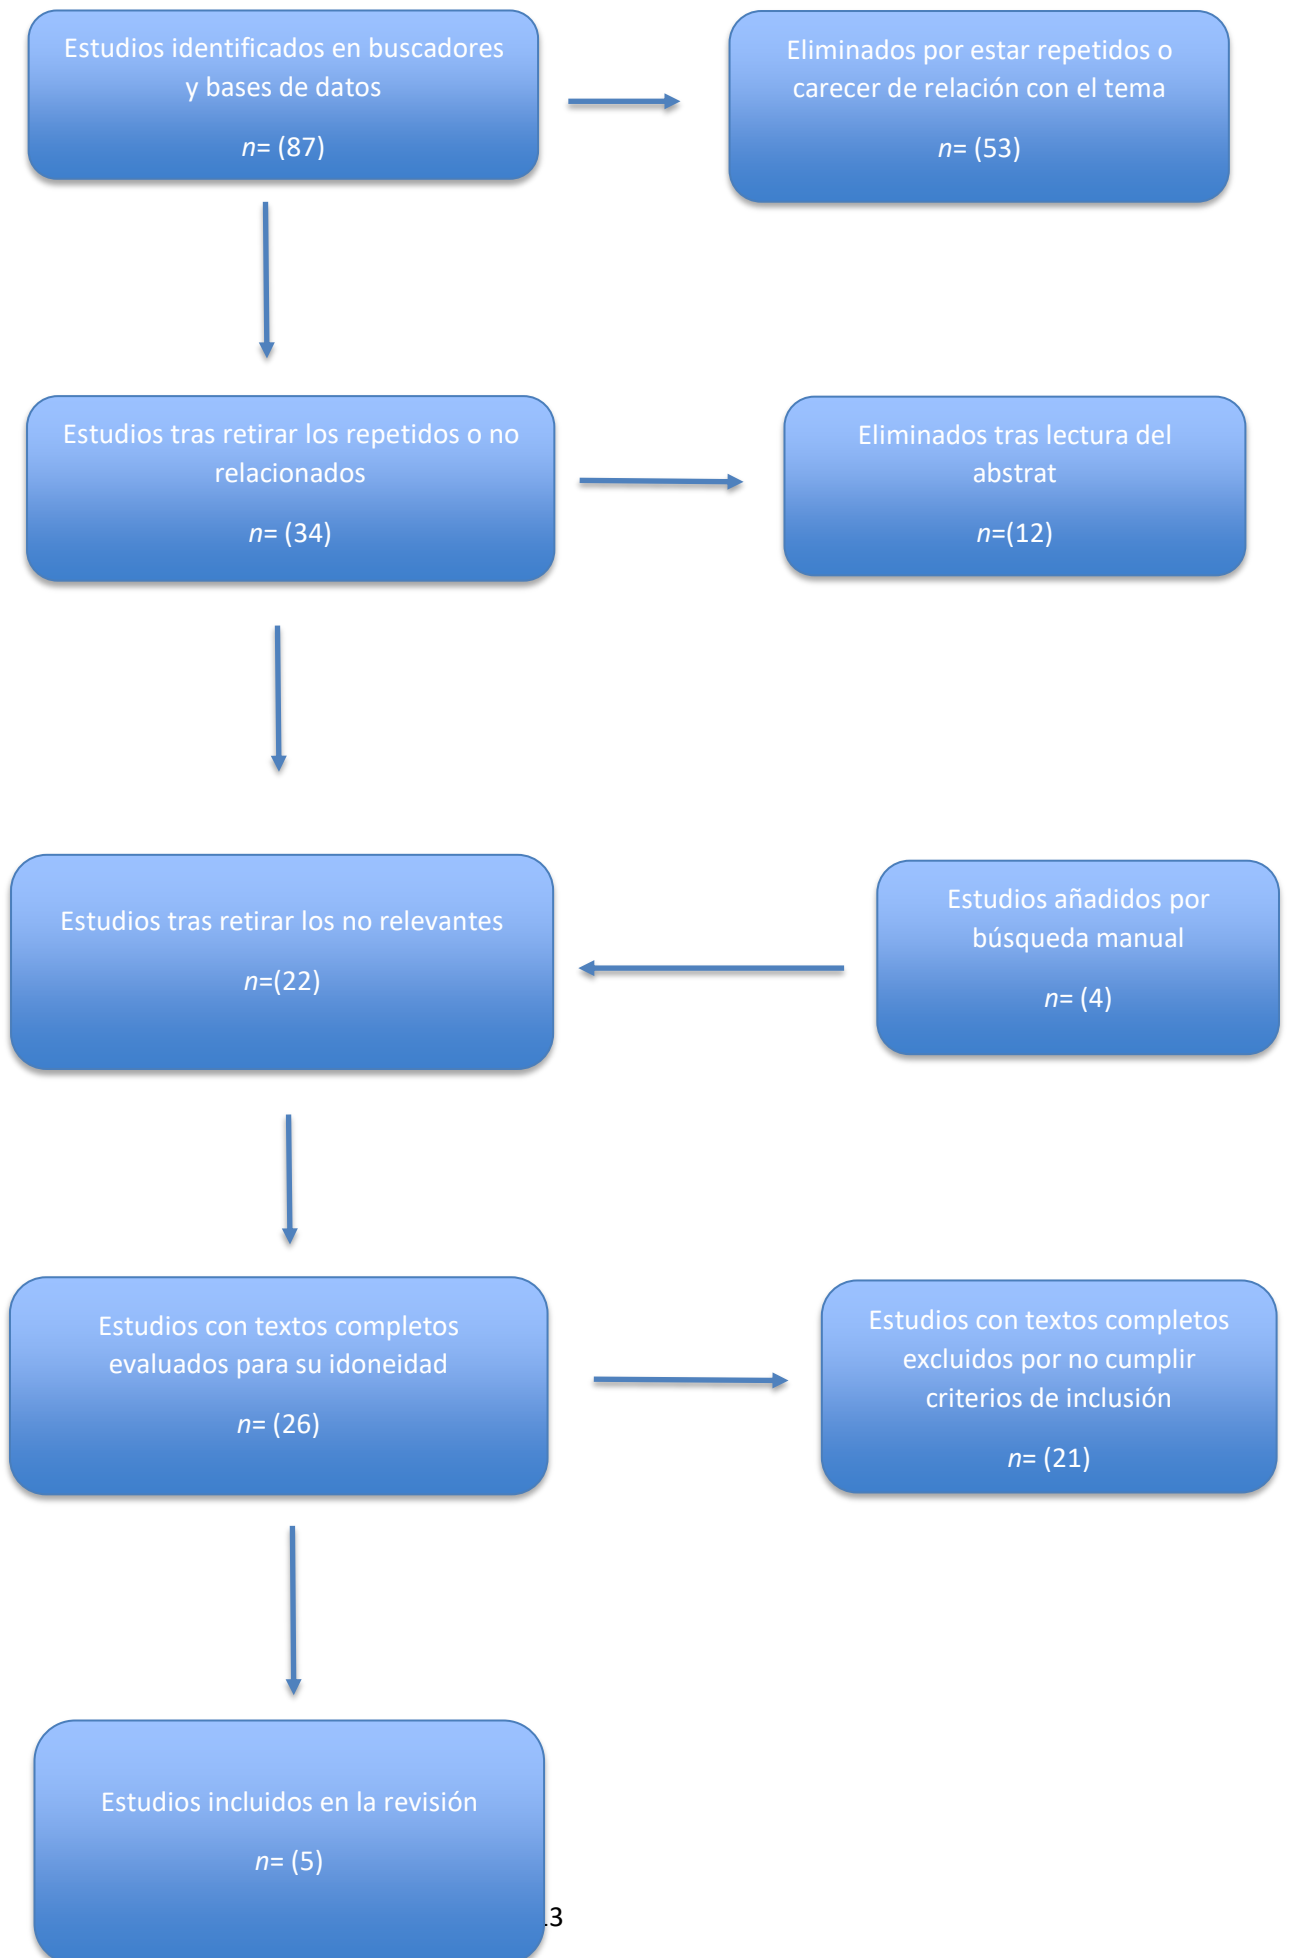 Estudios identificados en buscadores
y bases de datos
n= (87)
Eliminados por estar repetidos o
carecer de relación con el tema
n= (53)
Estudios tras retirar los repetidos o no
relacionados
n= (34)
Eliminados tras lectura del
abstrat
n=(12)
Estudios tras retirar los no relevantes
n=(22)
Estudios añadidos por
búsqueda manual
n= (4)
Estudios con textos completos
evaluados para su idoneidad
n= (26)
Estudios con textos completos
excluidos por no cumplir
criterios de inclusión
n= (21)
Estudios incluidos en la revisión
n= (5)
3